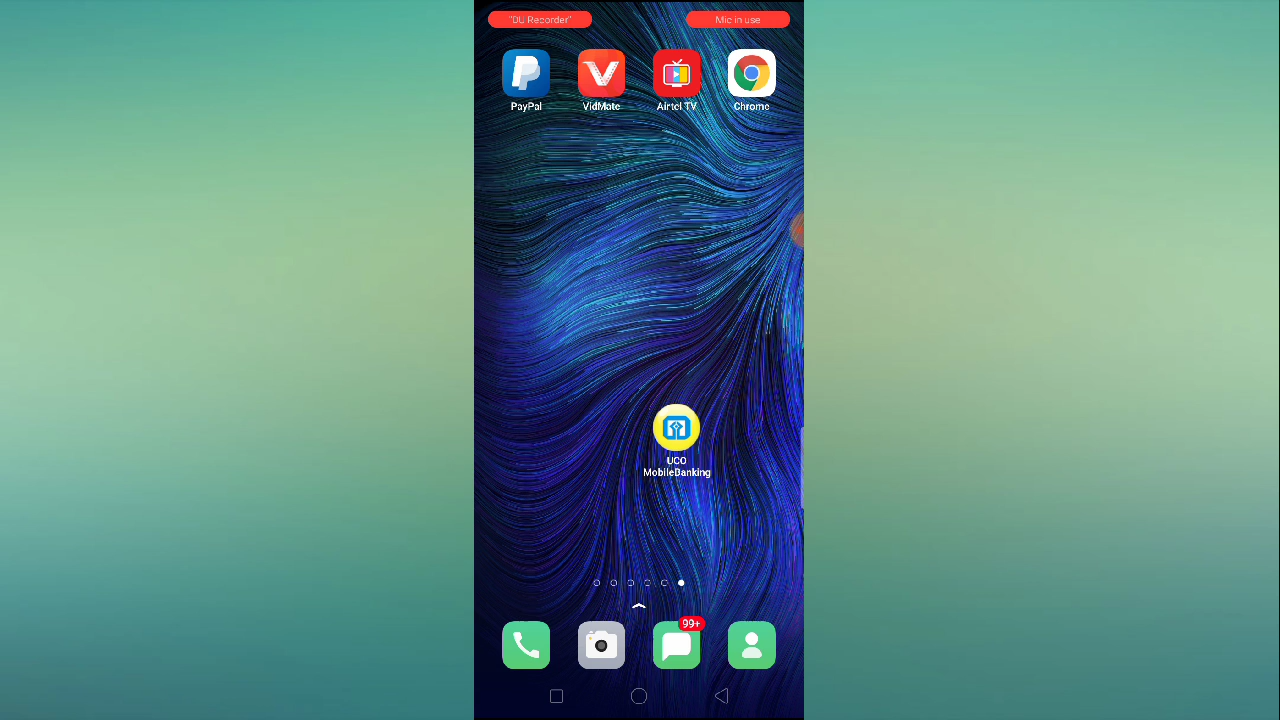 "DU Recorder"
Mic in use
PayPal
VidMate
Airtel TV
Chrome
UCO
MobileBanking
99+